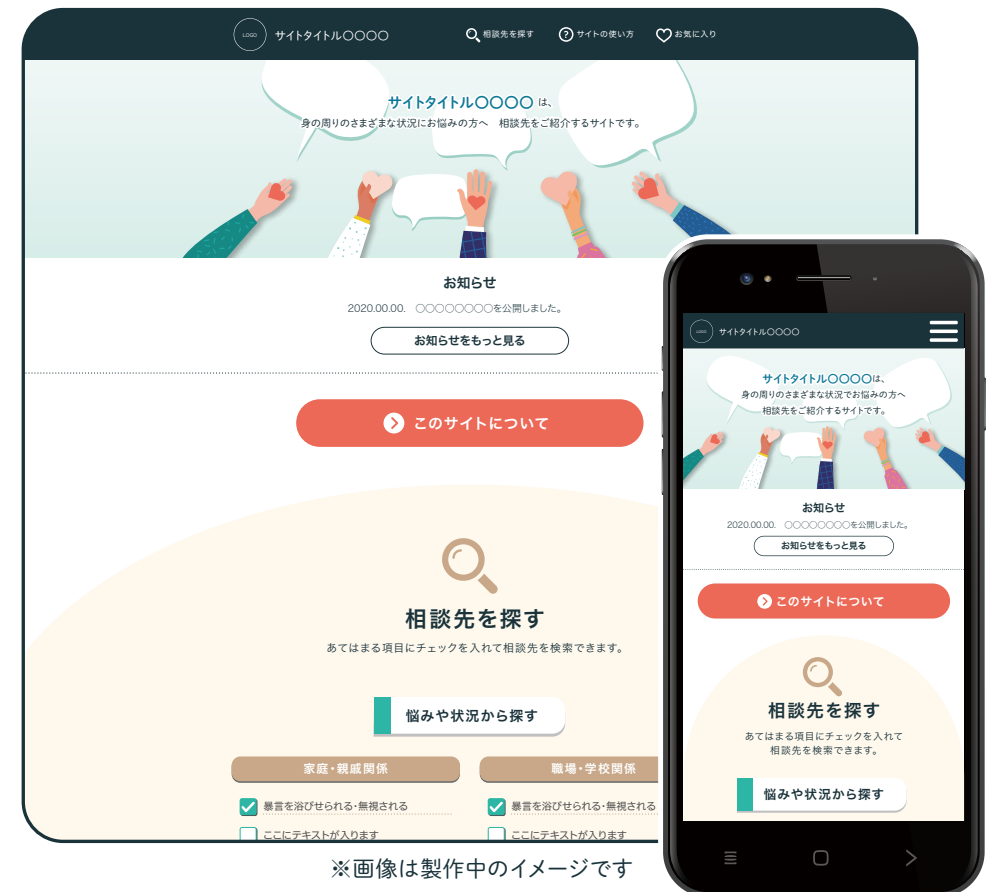 LOGO
サイトタイトル〇〇〇〇
相談先を探す
? サイトの使い方
お気に入り
サイトタイトル〇〇〇〇 は、
身の周りのさまざまな状況にお悩みの方へ　相談先をご紹介するサイトです。
お知らせ
2020.00.00.　〇〇〇〇〇〇〇〇を公開しました。
お知らせをもっと見る
このサイトについて
相談先を探す
あてはまる項目にチェックを入れて相談先を検索できます。
悩みや状況から探す
家庭・親戚関係
職場・学校関係
暴言を浴びせられる・無視される
暴言を浴びせられる・無視される
ここにテキストが入ります
ここにテキストが入ります
LOGO
サイトタイトル〇〇〇〇
サイトタイトル〇〇〇〇は、
身の周りのさまざまな状況でお悩みの方へ
相談先をご紹介するサイトです。
お知らせ
2020.00.00.　〇〇〇〇〇〇〇〇を公開しました。
お知らせをもっと見る
このサイトについて
相談先を探す
あてはまる項目にチェックを入れて
相談先を検索できます。
悩みや状況から探す
※画像は製作中のイメージです